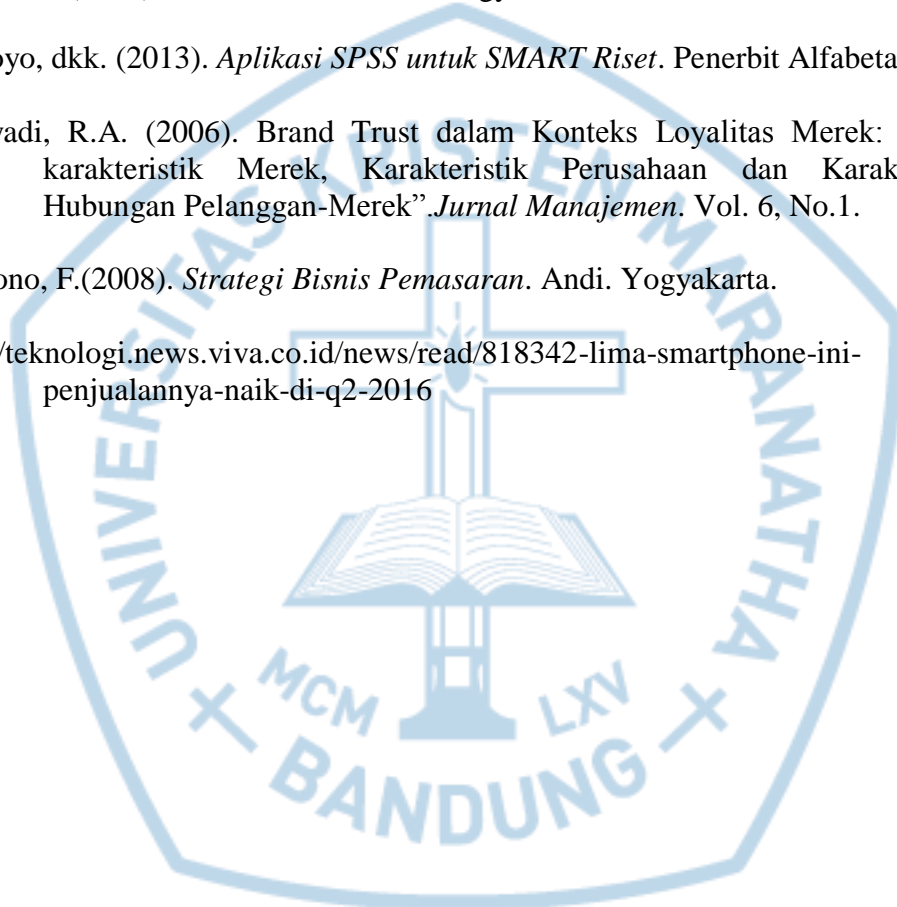 oyo, dkk. (2013). Aplikasi SPSS untuk SMART Riset. Penerbit Alfabeta
adi, R.A. (2006). Brand Trust dalam Konteks Loyalitas Merek:
karakteristik Merek, Karakteristik Perusahaan dan Karak
Hubungan Pelanggan-Merek”.Jurnal Manajemen. Vol. 6, No.1.
ono, F.(2008). Strategi Bisnis Pemasaran. Andi. Yogyakarta.
/teknologi.news.viva.co.id/news/read/818342-lima-smartphone-ini-
penjualannya-naik-di-q2-2016
UNIVERSITAS KRISTEN MARANATHA
MCM LXV
BANDUNG